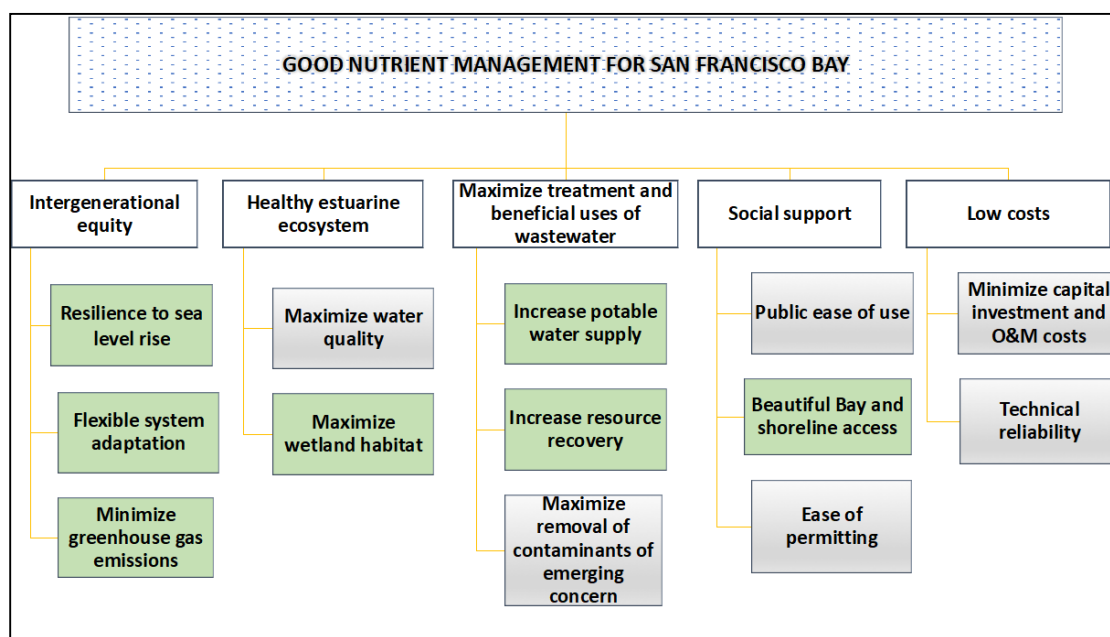 GOOD NUTRIENT MANAGEMENT FOR SAN FRANCISCO BAY
Intergenerational
equity
Resilience to sea
level rise
Flexible system
adaptation
Minimize
greenhouse gas
emissions
Healthy estuarine
ecosystem
Maximize water
quality
Maximize
wetland habitat
Maximize treatment and
beneficial uses of
wastewater
Increase potable
water supply
Increase resource
recovery
Maximize
removal of
contaminants of
emerging
concern
Social support
Public ease of use
Beautiful Bay and
shoreline access
Ease of
permitting
Low costs
Minimize capital
investment and
O&M costs
Technical
reliability